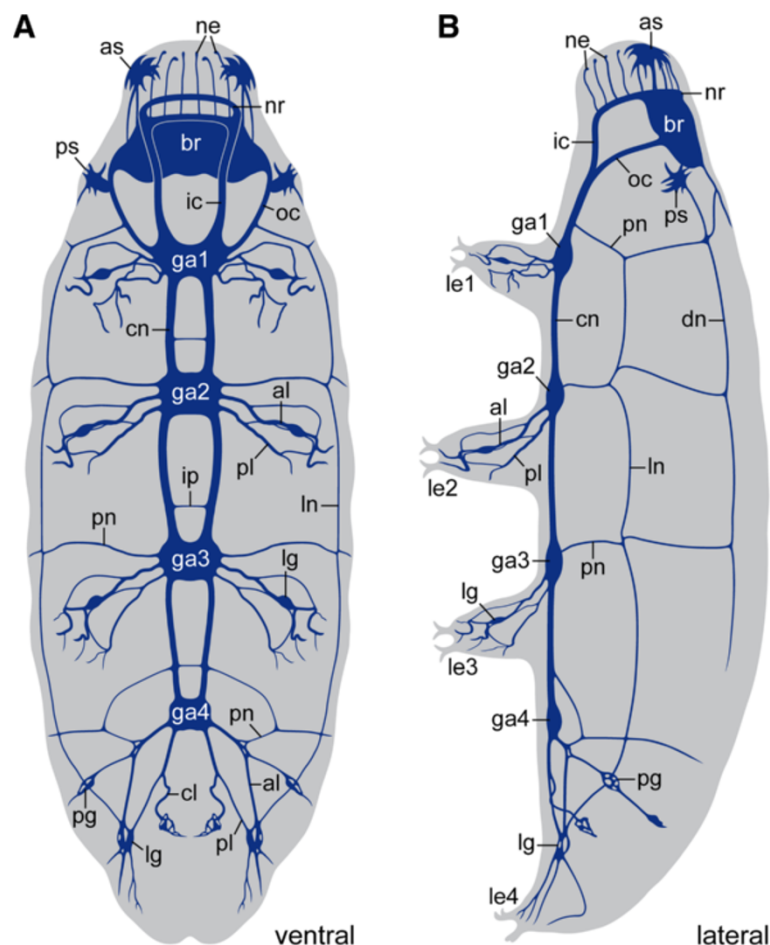 A
ne
as
nr
br
ps
ic
oc
ga1
cn
ga2
al
pl
ip
ln
pn
ga3
lg
ga4
pn
cl
al
pg
lg
pl
ventral
B
as
ne
nr
br
ic
oc
ps
ga1
pn
le1
cn
dn
ga2
al
pl
ln
le2
ga3
pn
lg
le3
ga4
pg
lg
le4
lateral